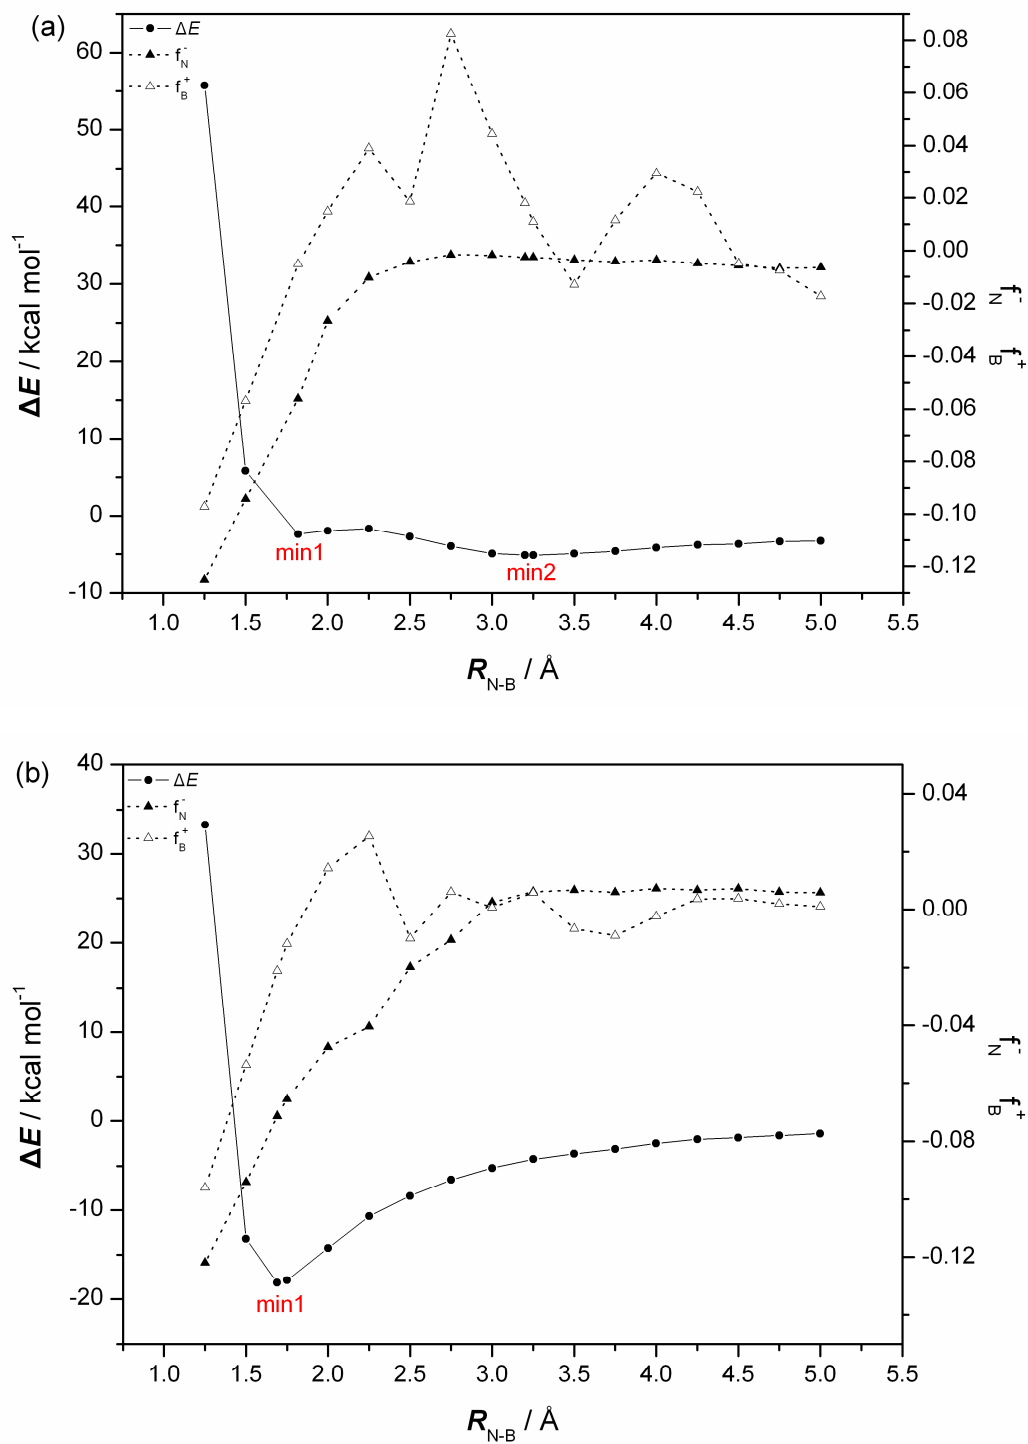 (a)
ΔE
f_N^-
f_B^+
60
50
40
30
20
10
0
-10
ΔE / kcal mol^-1
0.08
0.06
0.04
0.02
0.00
-0.02
-0.04
-0.06
-0.08
-0.10
-0.12
f_N^- f_B^+
min1
min2
1.0 1.5 2.0 2.5 3.0 3.5 4.0 4.5 5.0 5.5
R_N-B / Å
(b)
ΔE
f_N^-
f_B^+
40
30
20
10
0
-10
-20
ΔE / kcal mol^-1
0.04
0.00
-0.04
-0.08
-0.12
f_N^- f_B^+
min1
1.0 1.5 2.0 2.5 3.0 3.5 4.0 4.5 5.0 5.5
R_N-B / Å